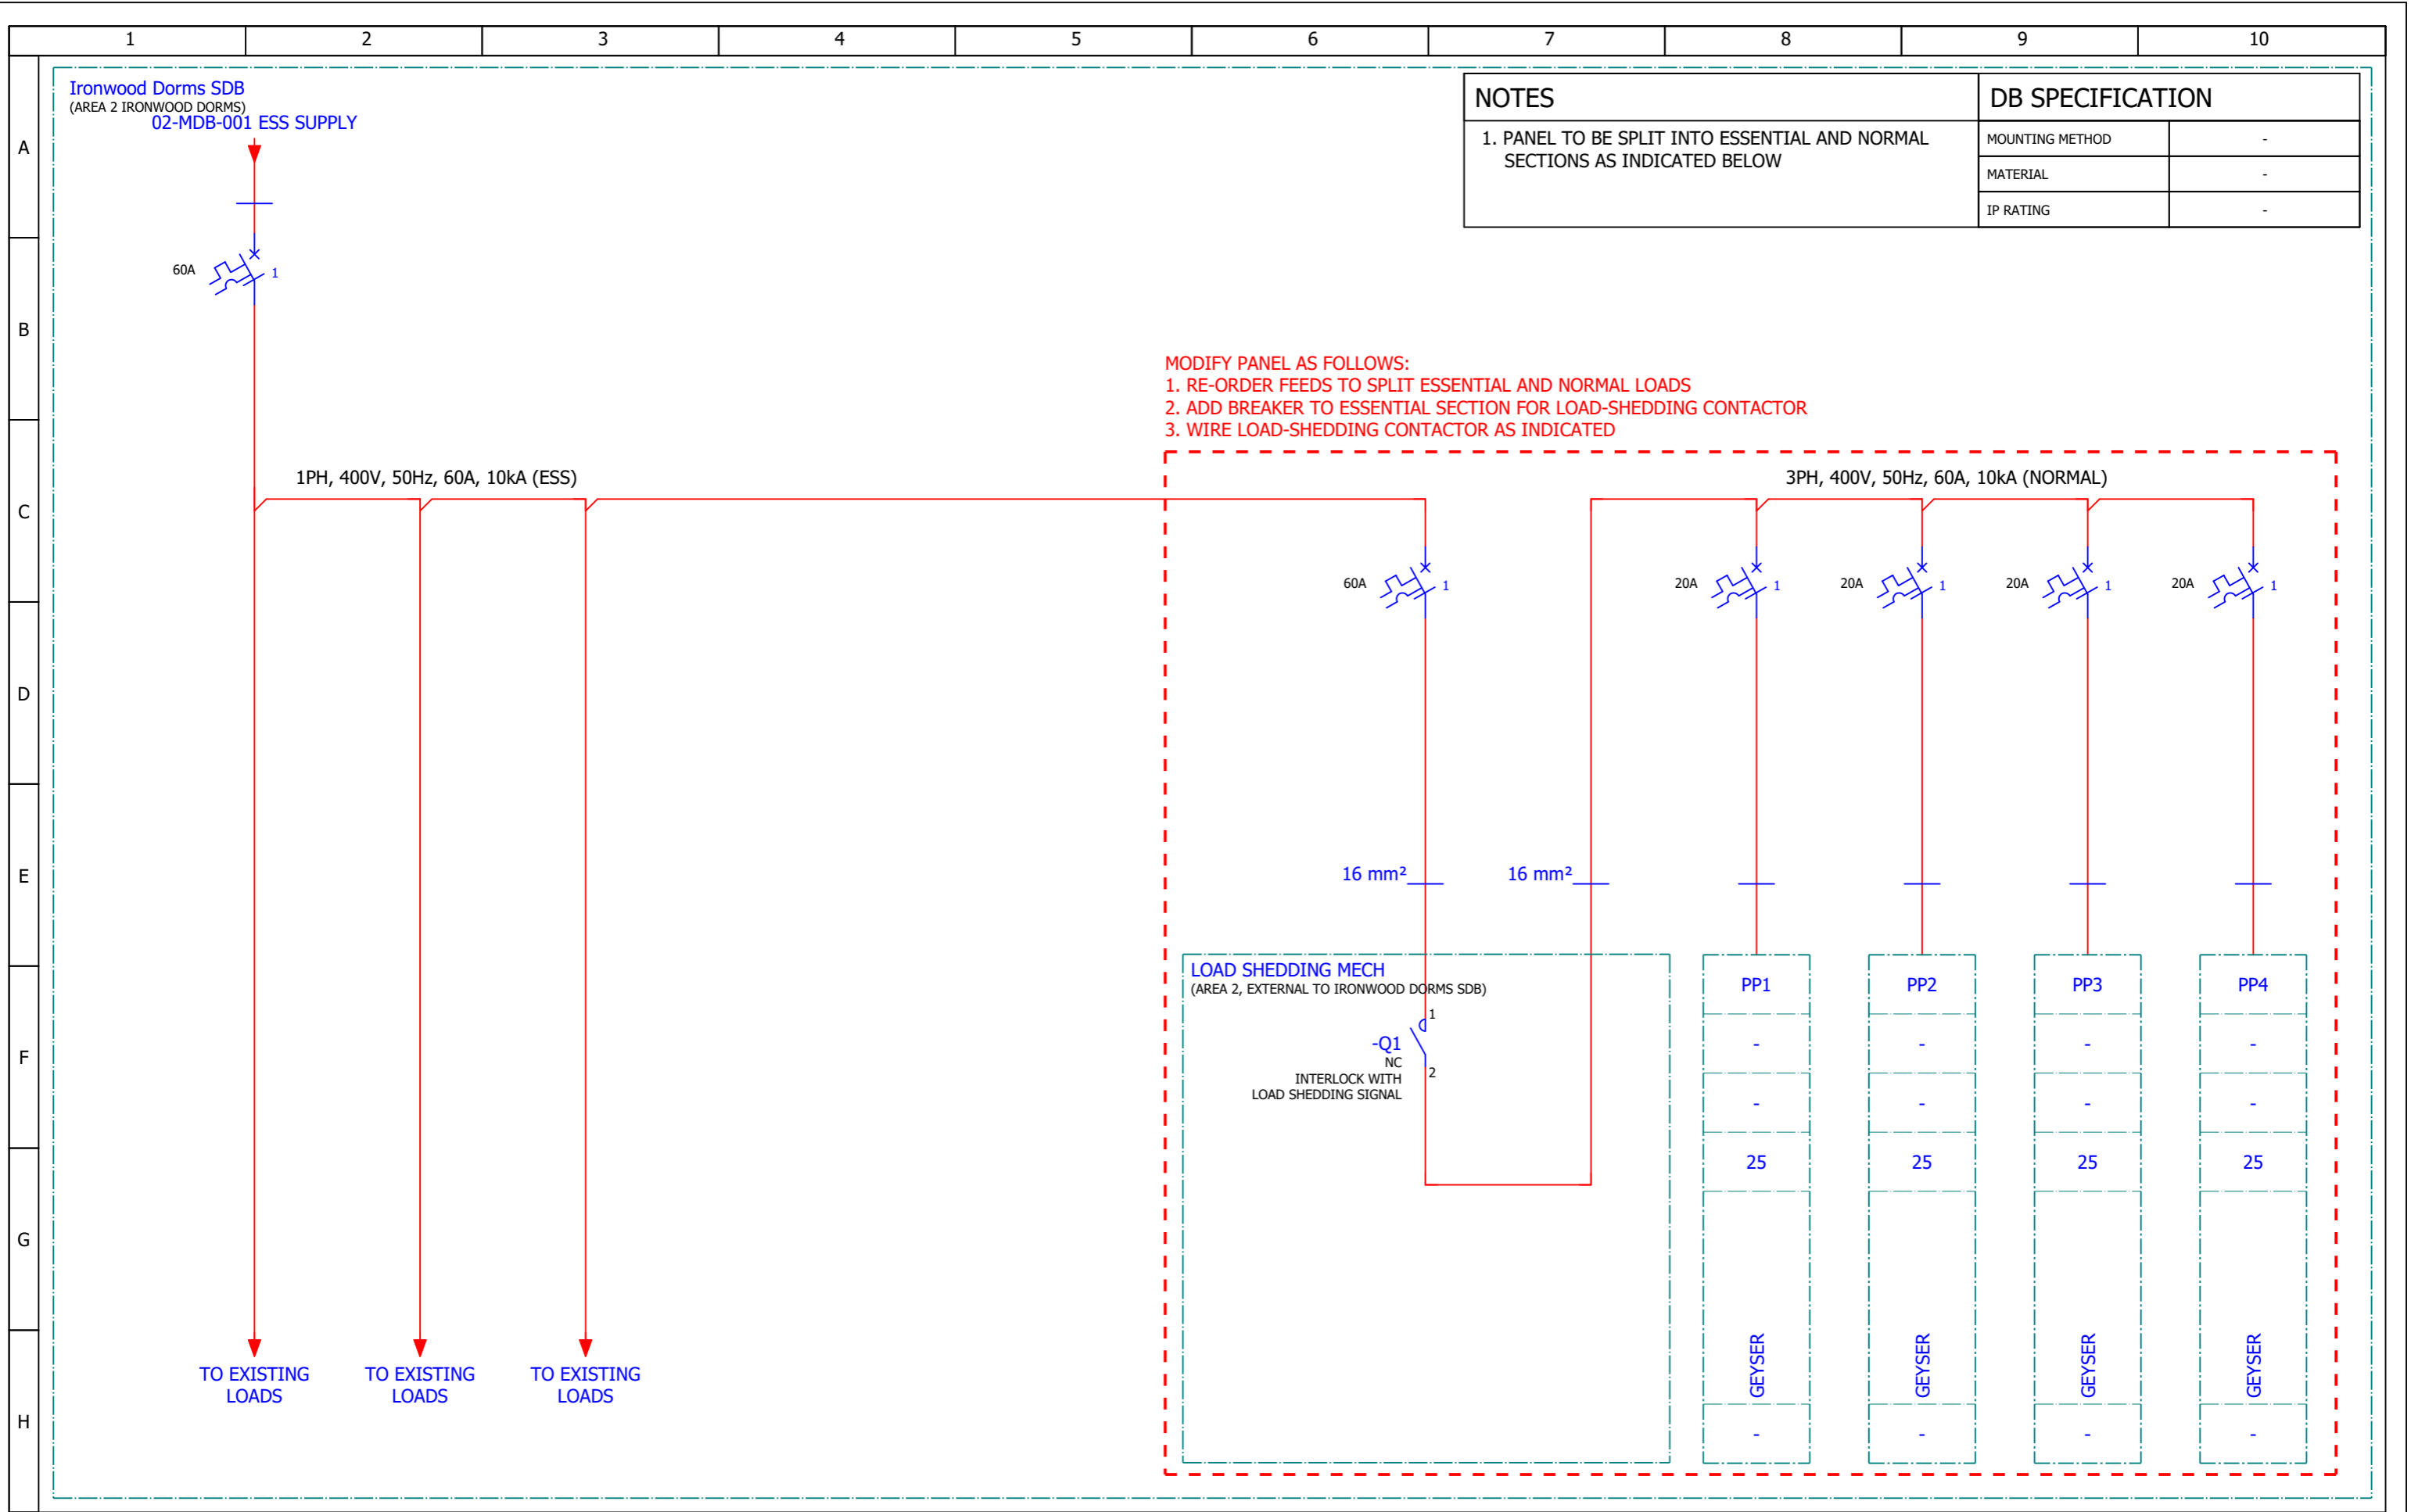 1 2 3 4 5 6 7 8 9 10
A
B
C
D
E
F
G
H
Ironwood Dorms SDB
(AREA 2 IRONWOOD DORMS)
02-MDB-001 ESS SUPPLY
NOTES
1. PANEL TO BE SPLIT INTO ESSENTIAL AND NORMAL
SECTIONS AS INDICATED BELOW
DB SPECIFICATION
MOUNTING METHOD -
MATERIAL -
IP RATING -
60A 1
MODIFY PANEL AS FOLLOWS:
1. RE-ORDER FEEDS TO SPLIT ESSENTIAL AND NORMAL LOADS
2. ADD BREAKER TO ESSENTIAL SECTION FOR LOAD-SHEDDING CONTACTOR
3. WIRE LOAD-SHEDDING CONTACTOR AS INDICATED
1PH, 400V, 50Hz, 60A, 10kA (ESS)
3PH, 400V, 50Hz, 60A, 10kA (NORMAL)
60A 1 20A 1 20A 1 20A 1 20A 1
16 mm² 16 mm²
LOAD SHEDDING MECH
(AREA 2, EXTERNAL TO IRONWOOD DORMS SDB)
1
-Q1
NC
2
INTERLOCK WITH
LOAD SHEDDING SIGNAL
PP1 PP2 PP3 PP4
- - - -
- - - -
25 25 25 25
GEYSER GEYSER GEYSER GEYSER
- - - -
TO EXISTING
LOADS
TO EXISTING
LOADS
TO EXISTING
LOADS